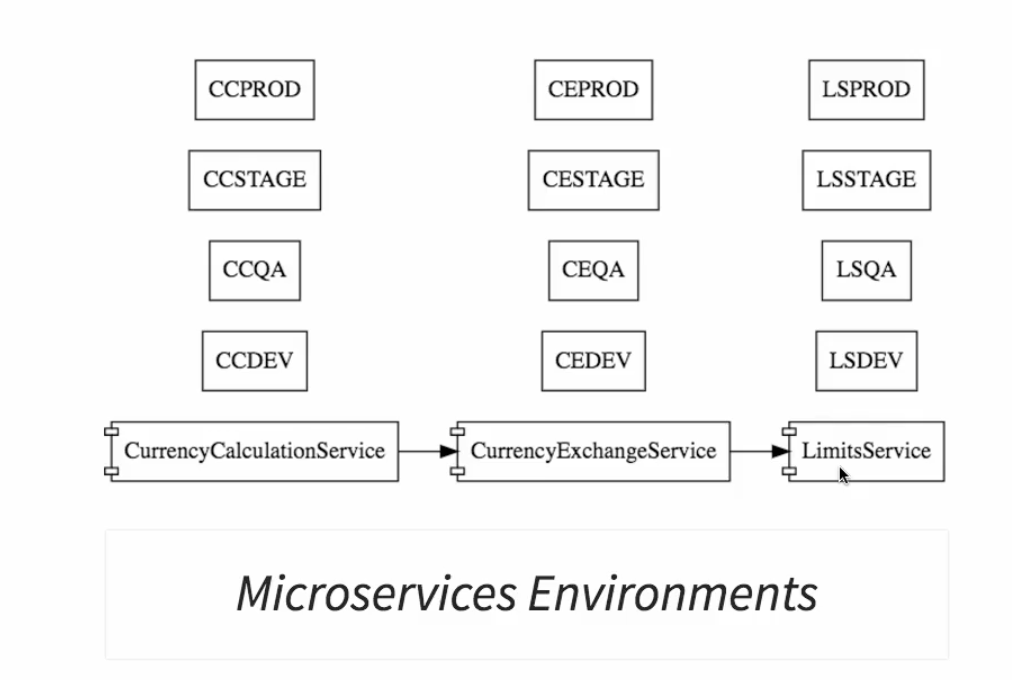 CCPROD CEPROD LSPROD
CCSTAGE CESTAGE LSSTAGE
CCQA CEQA LSQA
CCDEV CEDEV LSDEV
CurrencyCalculationService CurrencyExchangeService LimitsService
Microservices Environments